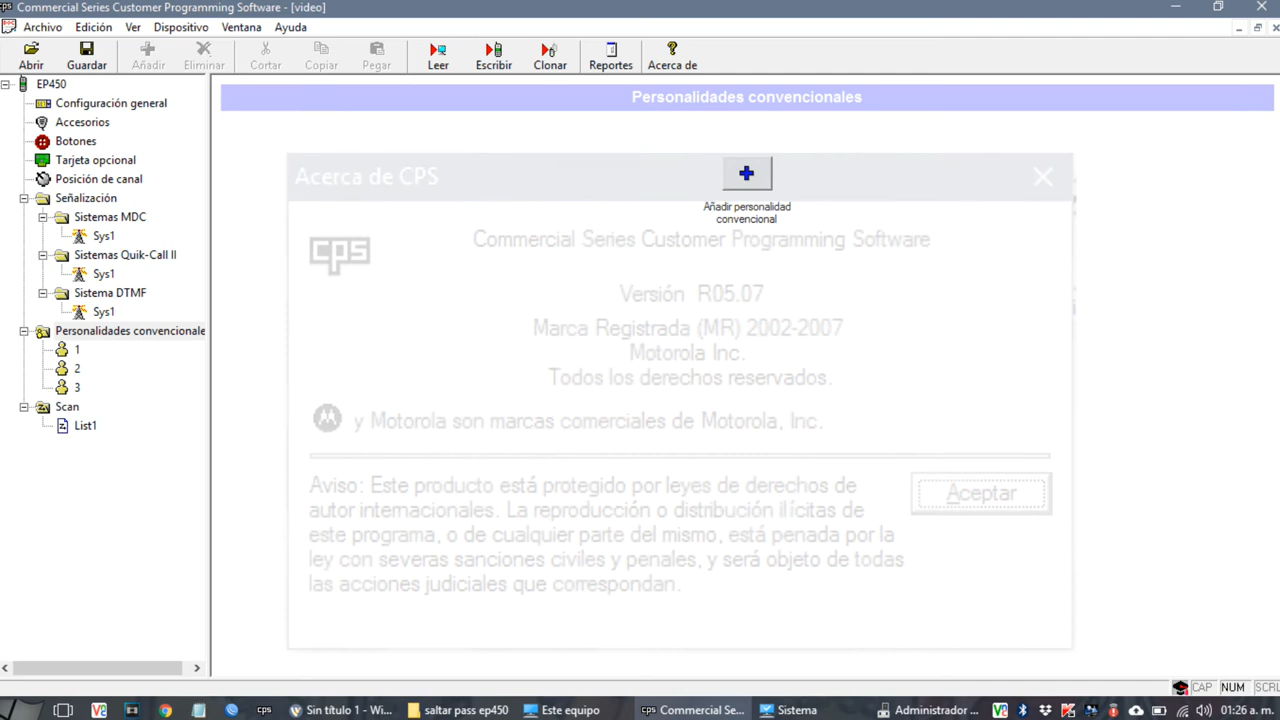 Commercial Series Customer Programming Software - [video]
Archivo Edición Ver Dispositivo Ventana Ayuda
Abrir Guardar Añadir Eliminar Cortar Copiar Pegar Leer Escribir Clonar Reportes Acerca de
EP450
Configuración general
Accesorios
Botones
Tarjeta opcional
Posición de canal
Señalización
Sistemas MDC
Sys1
Sistemas Quik-Call II
Sys1
Sistema DTMF
Sys1
Personalidades convencionale
1
2
3
Scan
List1
Personalidades convencionales
Añadir personalidad
convencional
Acerca de CPS
cps
Commercial Series Customer Programming Software
Versión R05.07
Marca Registrada (MR) 2002-2007
Motorola Inc.
Todos los derechos reservados.
y Motorola son marcas comerciales de Motorola, Inc.
Aviso: Este producto está protegido por leyes de derechos de
autor internacionales. La reproducción o distribución ilícitas de
este programa, o de cualquier parte del mismo, está penada por la
ley con severas sanciones civiles y penales, y será objeto de todas
las acciones judiciales que correspondan.
Aceptar
CAP NUM SCRL
cps Sin título 1 - Wi... saltar pass ep450 Este equipo cps Commercial Se... Sistema Administrador ... 01:26 a. m.